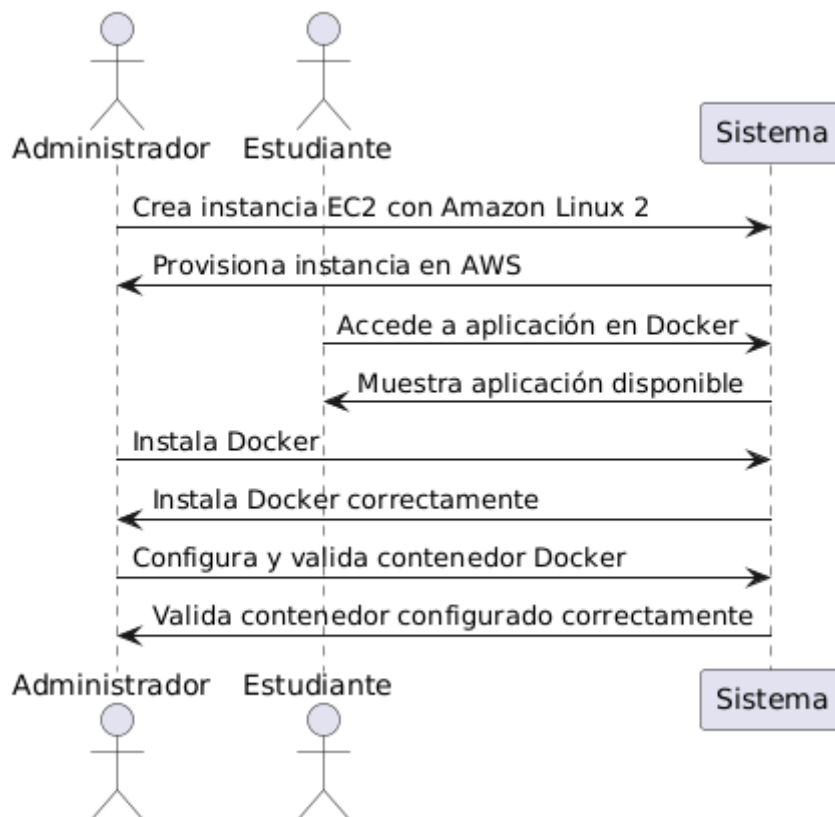 Administrador
Estudiante
Sistema
Crea instancia EC2 con Amazon Linux 2
Provisiona instancia en AWS
Accede a aplicación en Docker
Muestra aplicación disponible
Instala Docker
Instala Docker correctamente
Configura y valida contenedor Docker
Valida contenedor configurado correctamente
Administrador
Estudiante
Sistema